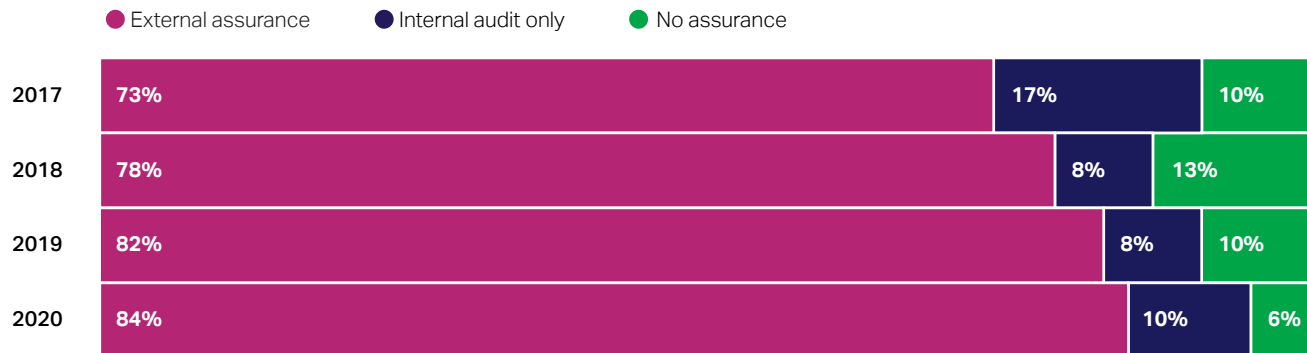 External assurance Internal audit only No assurance
2017 73% 17% 10%
2018 78% 8% 13%
2019 82% 8% 10%
2020 84% 10% 6%